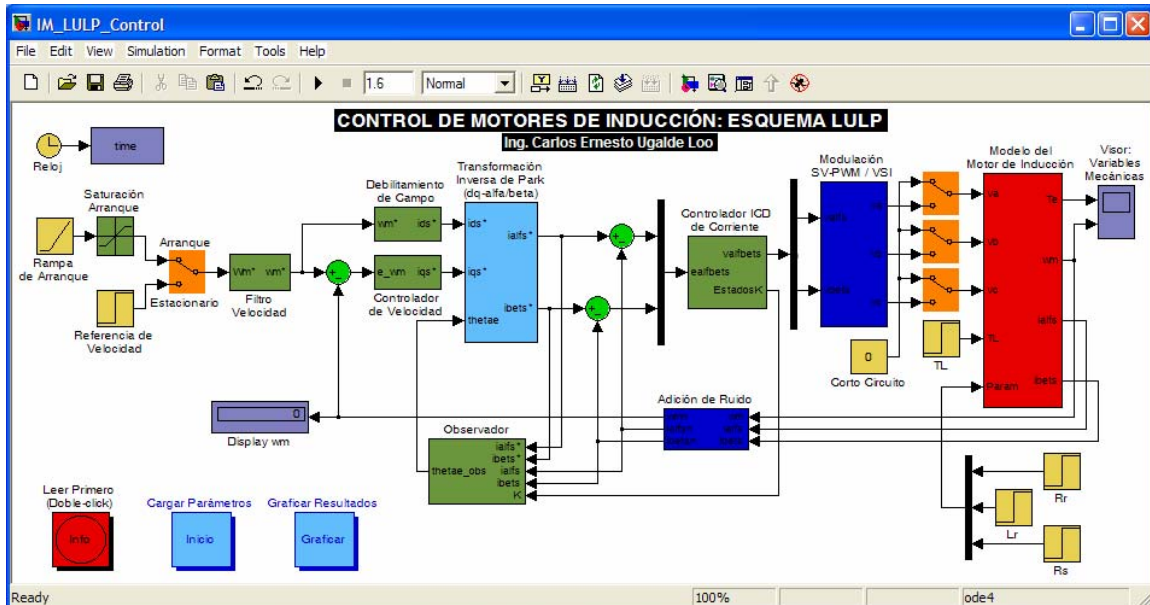 IM_LULP_Control
File Edit View Simulation Format Tools Help
1.6 Normal
CONTROL DE MOTORES DE INDUCCIÓN: ESQUEMA LULP
Ing. Carlos Ernesto Ugalde Loo
time
Reloj
Saturación
Arranque
Rampa
de Arranque
Arranque
Estacionario
Referencia de
Velocidad
Wm* wm*
Filtro
Velocidad
Debilitamiento
de Campo
wm* ids*
e_wm iqs*
Controlador
de Velocidad
Transformación
Inversa de Park
(dq-alfa/beta)
ids*
iqs*
thetae
ialfs*
ibets*
Controlador IGD
de Corriente
ealfbets
valfbets
EstadosK
Modulación
SV-PWM / VSI
Modelo del
Motor de Inducción
va
vb
vc
TL
Param
Te
wm
ialfs
ibets
Visor:
Variables
Mecánicas
TL
0
Corto Circuito
Adición de Ruido
0
Display wm
Observador
thetae_obs
ialfs*
ibets*
ialfs
ibets
K
Rr
Lr
Rs
Leer Primero
(Doble-click)
Info
Cargar Parámetros
Inicio
Graficar Resultados
Graficar
Ready 100% ode4